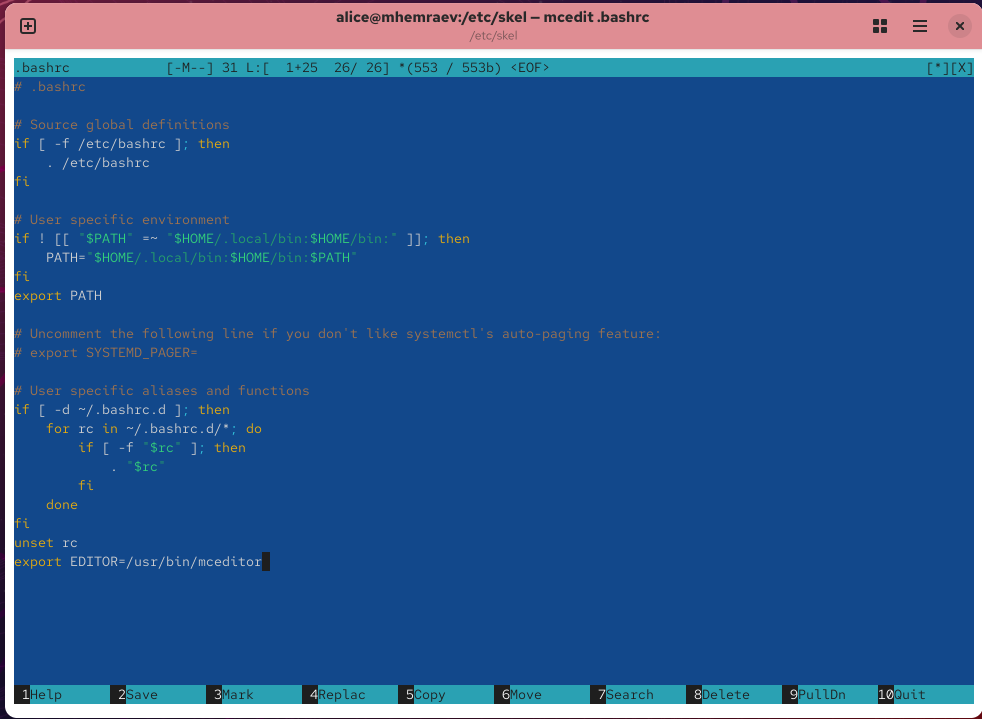 alice@mhemraev:/etc/skel — mcedit .bashrc
/etc/skel
.bashrc            [-M--] 31 L:[  1+25  26/ 26] *(553 / 553b) <EOF>                                               [*][X]
# .bashrc

# Source global definitions
if [ -f /etc/bashrc ]; then
    . /etc/bashrc
fi

# User specific environment
if ! [[ "$PATH" =~ "$HOME/.local/bin:$HOME/bin:" ]]; then
    PATH="$HOME/.local/bin:$HOME/bin:$PATH"
fi
export PATH

# Uncomment the following line if you don't like systemctl's auto-paging feature:
# export SYSTEMD_PAGER=

# User specific aliases and functions
if [ -d ~/.bashrc.d ]; then
    for rc in ~/.bashrc.d/*; do
        if [ -f "$rc" ]; then
            . "$rc"
        fi
    done
fi
unset rc
export EDITOR=/usr/bin/mceditor
1Help 2Save 3Mark 4Replac 5Copy 6Move 7Search 8Delete 9PullDn 10Quit